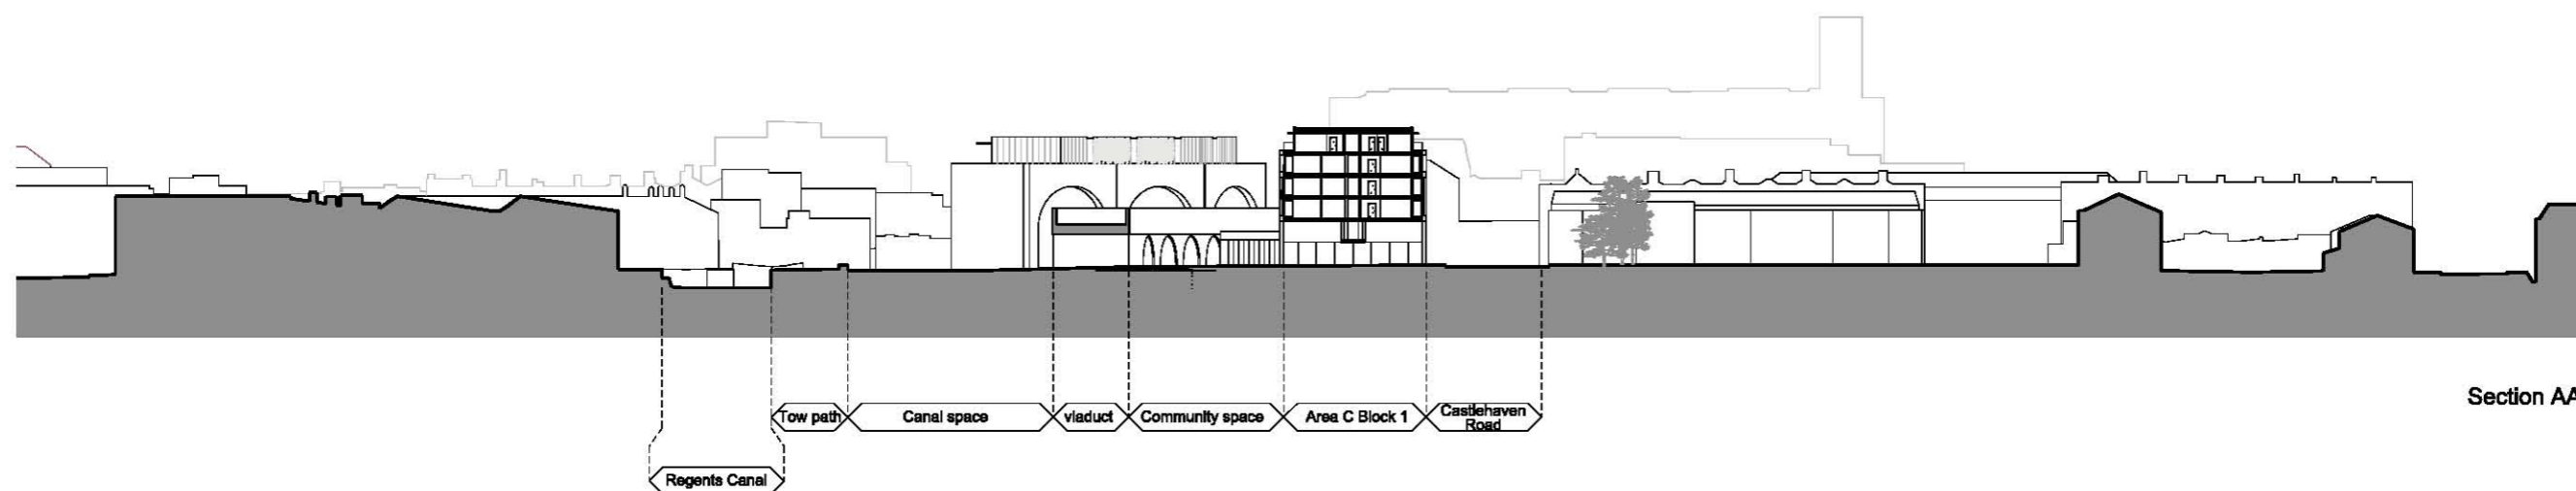 Section AA
Tow path
Canal space
viaduct
Community space
Area C Block 1
Castlehaven
Road
Regents Canal